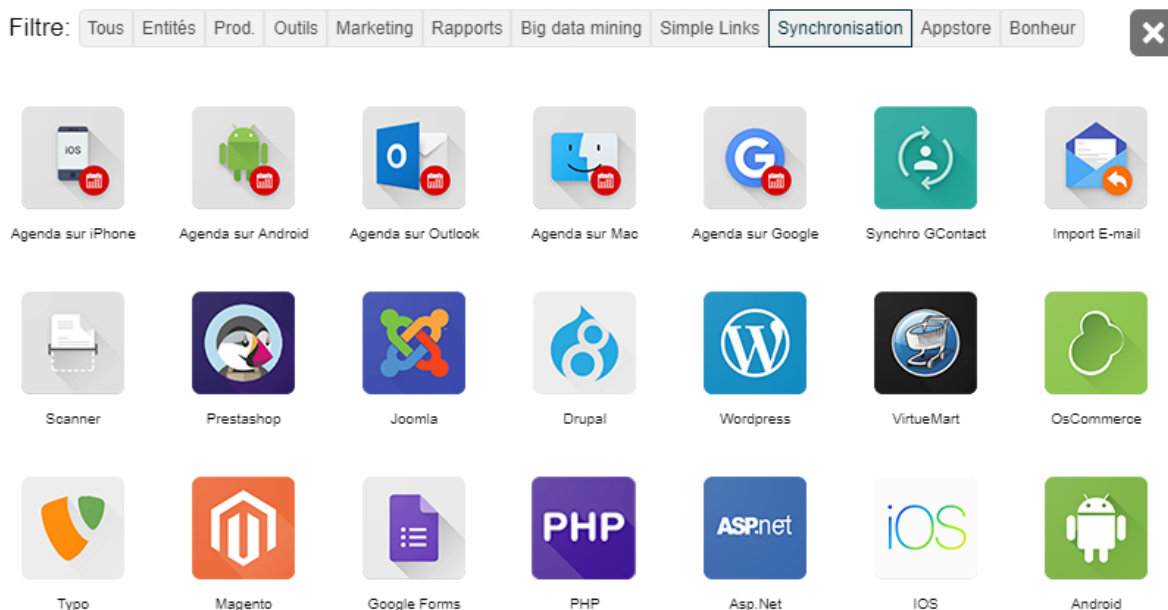 Filtre: Tous Entités Prod. Outils Marketing Rapports Big data mining Simple Links Synchronisation Appstore Bonheur
iOS
Agenda sur iPhone Agenda sur Android Agenda sur Outlook Agenda sur Mac Agenda sur Google Synchro GContact Import E-mail
Scanner Prestashop Joomla Drupal Wordpress VirtueMart OsCommerce
PHP ASP.net iOS
Typo Magento Google Forms PHP Asp.Net IOS Android